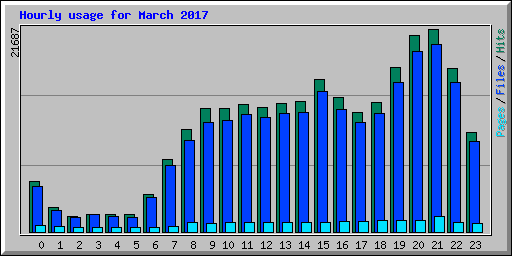 Hourly usage for March 2017
21687
Pages/Files/Hits
0 1 2 3 4 5 6 7 8 9 10 11 12 13 14 15 16 17 18 19 20 21 22 23